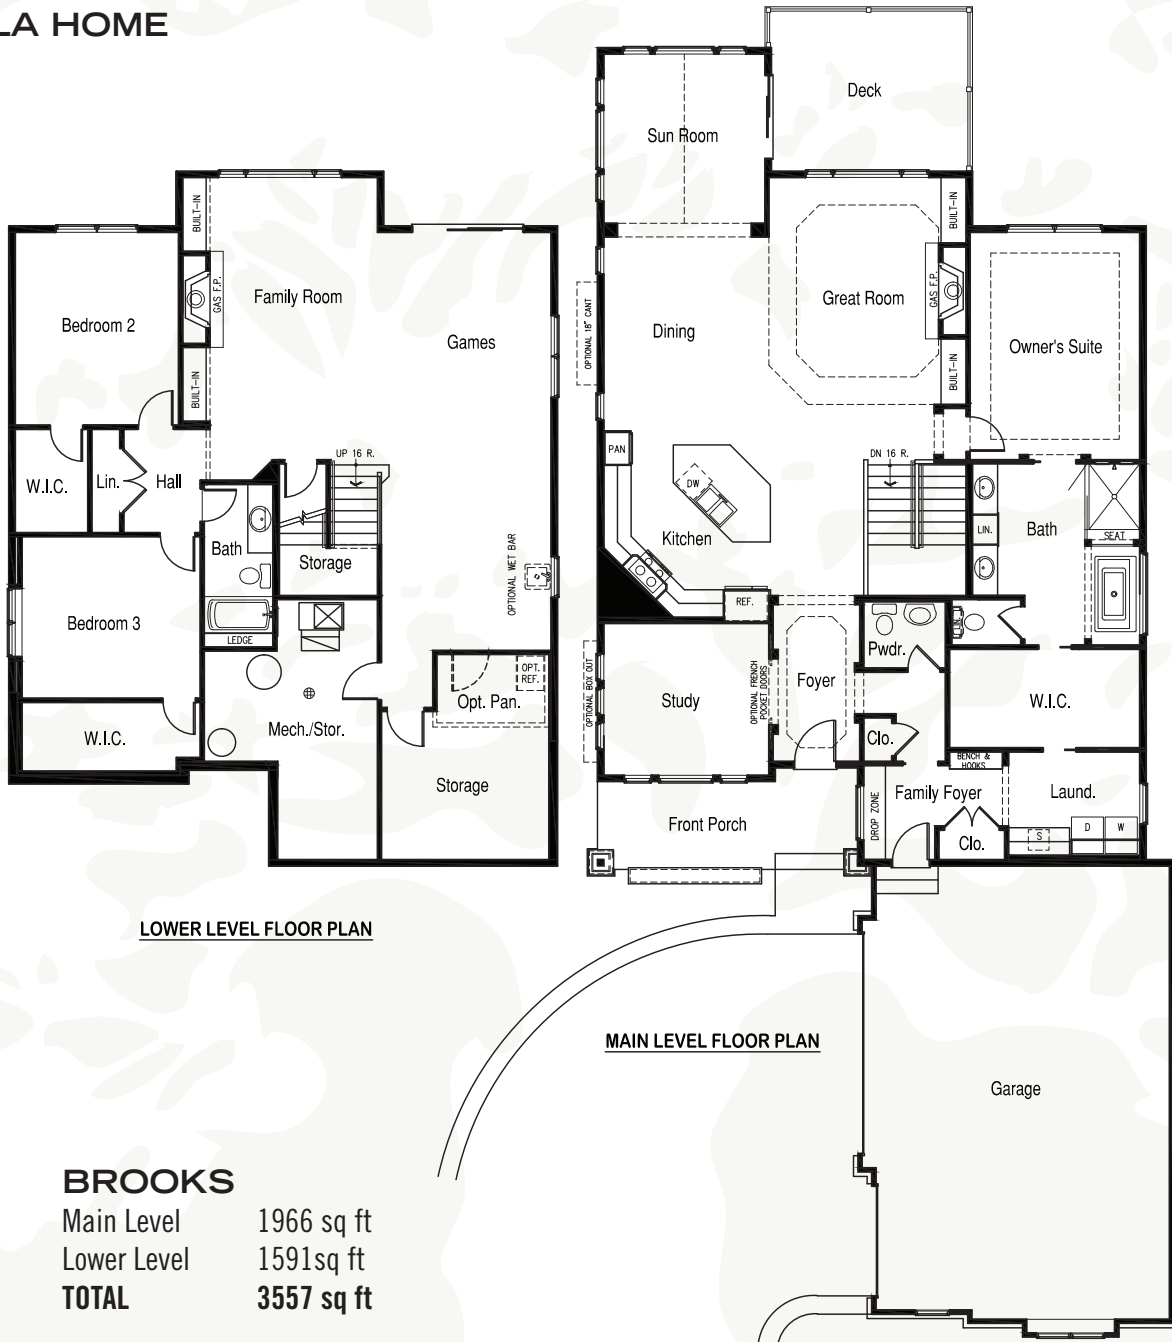 LA HOME
Deck
Sun Room
BUILT-IN
BUILT-IN
GAS F.P.
Family Room
Bedroom 2
Games
BUILT-IN
W.I.C.
Lin.
Hall
UP 16 R.
Bath
Storage
OPTIONAL WET BAR
Bedroom 3
LEDGE
OPT.
REF.
Opt. Pan.
W.I.C.
Mech./Stor.
Storage
LOWER LEVEL FLOOR PLAN
OPTIONAL 18" CANT
Dining
Great Room
GAS F.P.
BUILT-IN
Owner's Suite
PAN
DW
DN 16 R.
Kitchen
REF.
LIN.
Bath
SEAT
Pwdr.
OPTIONAL BOX OUT
Study
OPTIONAL FRENCH
POCKET DOORS
Foyer
W.I.C.
Clo.
BENCH &
HOOKS
DROP ZONE
Family Foyer
Laund.
Front Porch
Clo.
S
D
W
MAIN LEVEL FLOOR PLAN
Garage
BROOKS
Main Level 1966 sq ft
Lower Level 1591sq ft
TOTAL 3557 sq ft